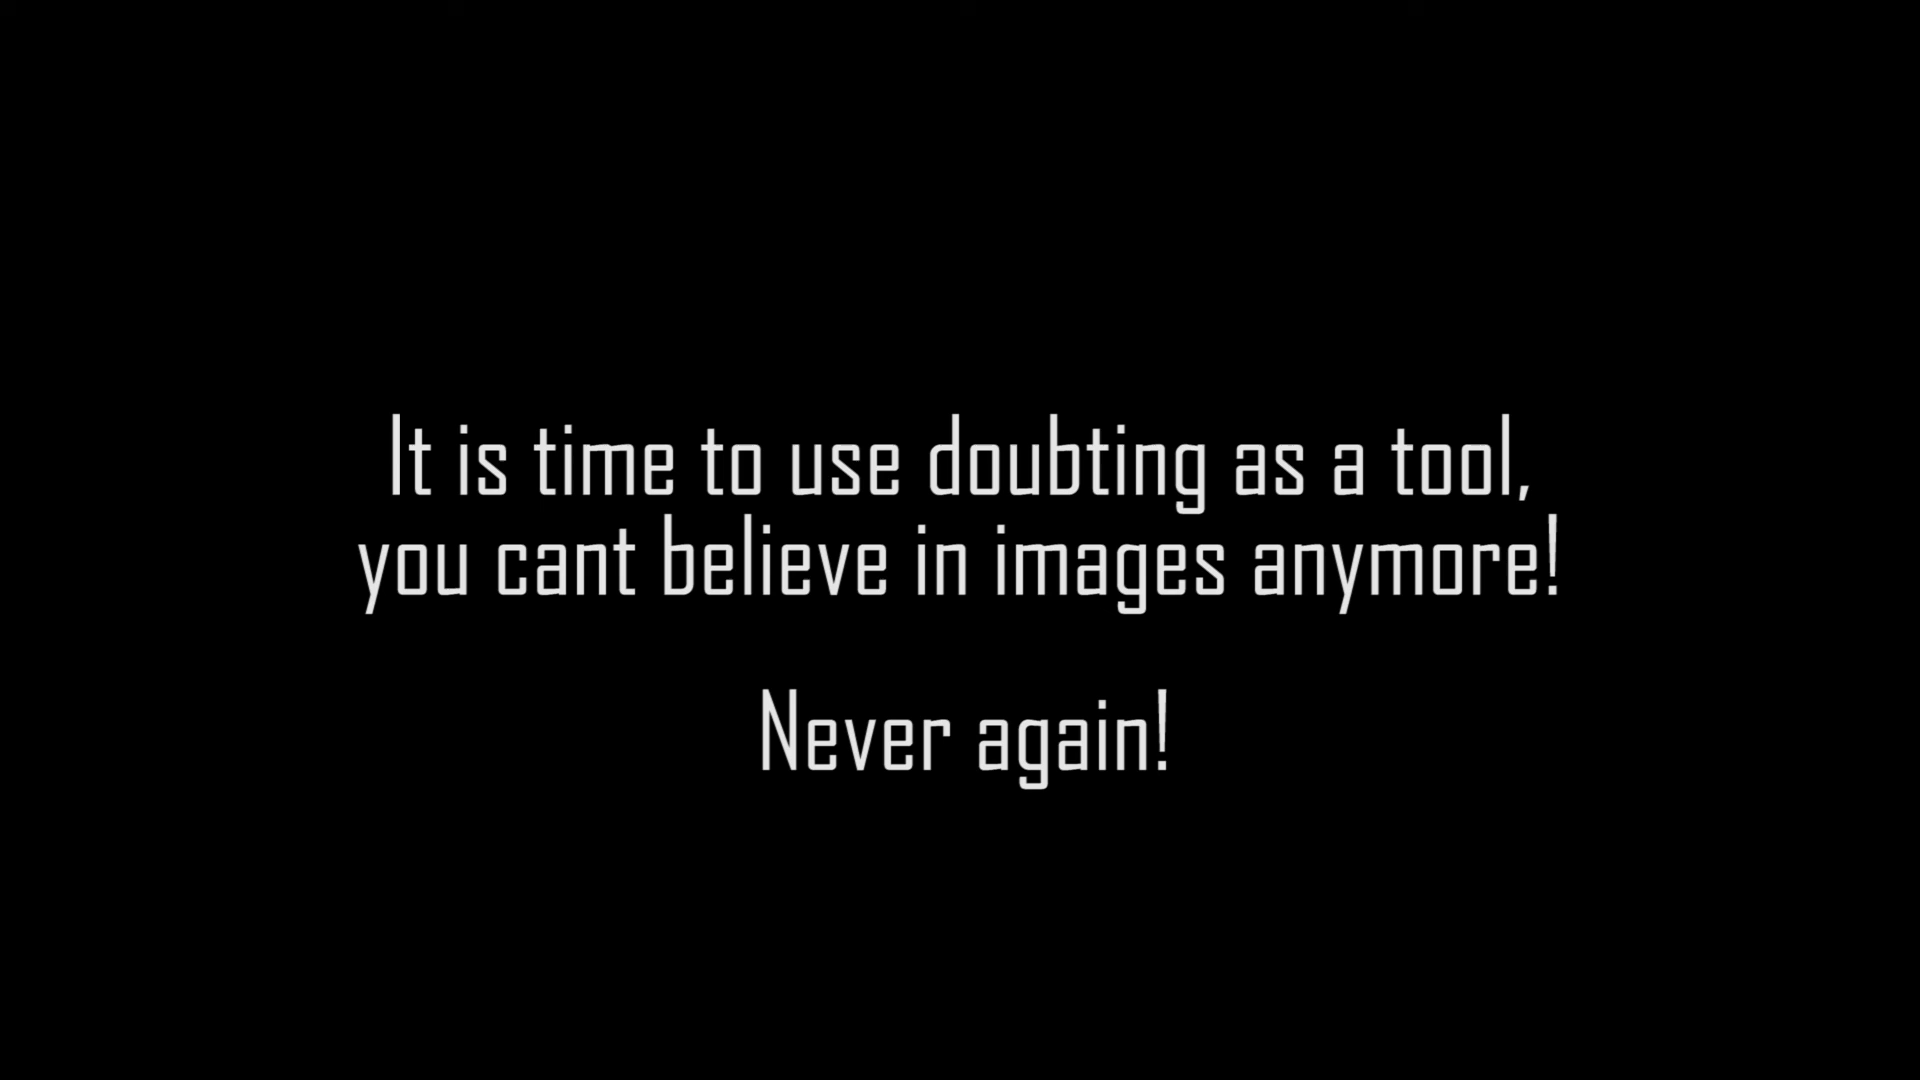 It is time to use doubting as a tool,
you cant believe in images anymore!
Never again!